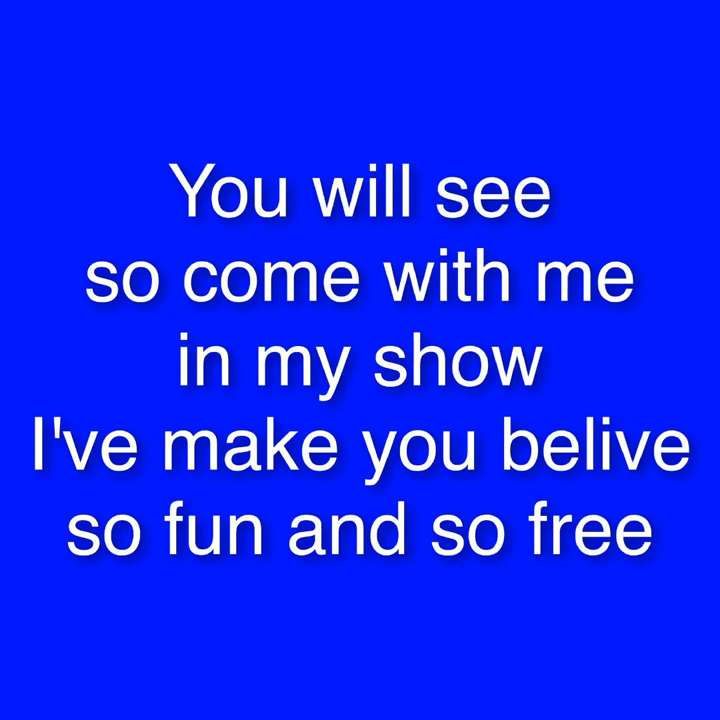 You will see
so come with me
in my show
I've make you belive
so fun and so free